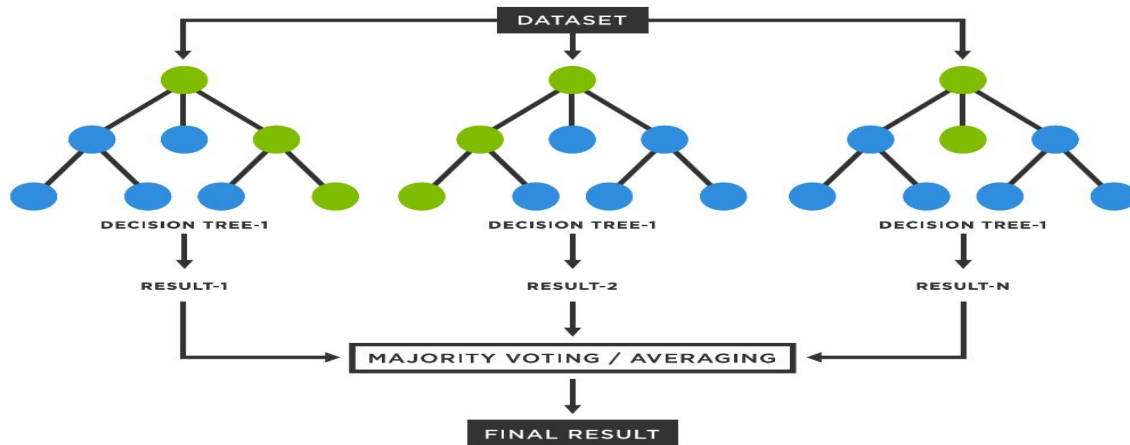 DATASET
DECISION TREE-1
DECISION TREE-1
DECISION TREE-1
RESULT-1
RESULT-2
RESULT-N
MAJORITY VOTING / AVERAGING
FINAL RESULT